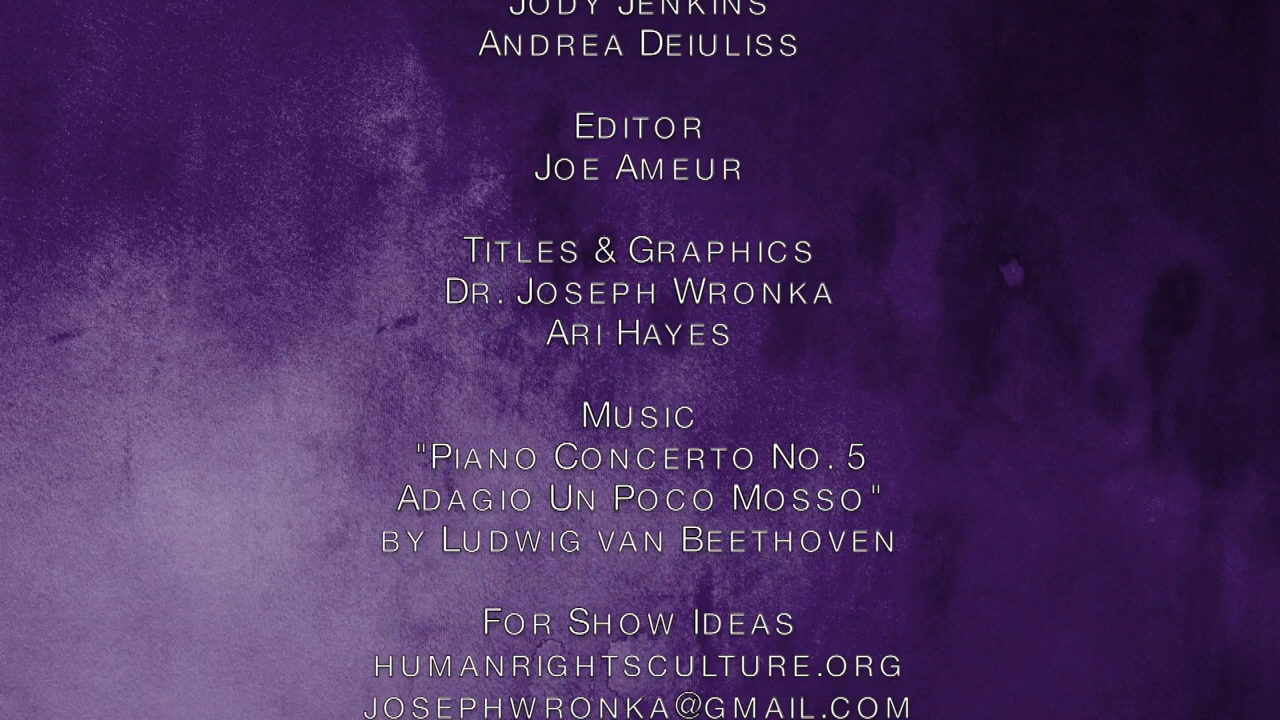 JODY JENKINS
ANDREA DEIULISS
EDITOR
JOE AMEUR
TITLES & GRAPHICS
DR. JOSEPH WRONKA
ARI HAYES
MUSIC
"PIANO CONCERTO NO. 5
ADAGIO UN POCO MOSSO"
BY LUDWIG VAN BEETHOVEN
FOR SHOW IDEAS
HUMANRIGHTSCULTURE.ORG
JOSEPHWRONKA@GMAIL.COM